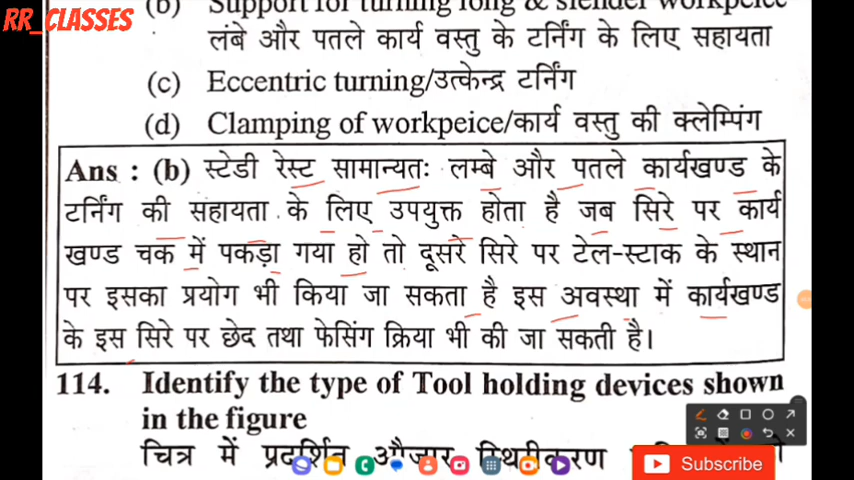 RR_CLASSES
(b) Support for turning long & slender workpeice
लंबे और पतले कार्य वस्तु के टर्निंग के लिए सहायता
(c) Eccentric turning/उत्केन्द्र टर्निंग
(d) Clamping of workpeice/कार्य वस्तु की क्लेम्पिंग
Ans : (b) स्टेडी रेस्ट सामान्यतः लम्बे और पतले कार्यखण्ड के
टर्निंग की सहायता के लिए उपयुक्त होता है जब सिरे पर कार्य
खण्ड चक में पकड़ा गया हो तो दूसरे सिरे पर टेल-स्टाक के स्थान
पर इसका प्रयोग भी किया जा सकता है इस अवस्था में कार्यखण्ड
के इस सिरे पर छेद तथा फेसिंग क्रिया भी की जा सकती है।
114. Identify the type of Tool holding devices shown
in the figure
चित्र में प्रदर्शित औजार स्थिरीकरण
Subscribe